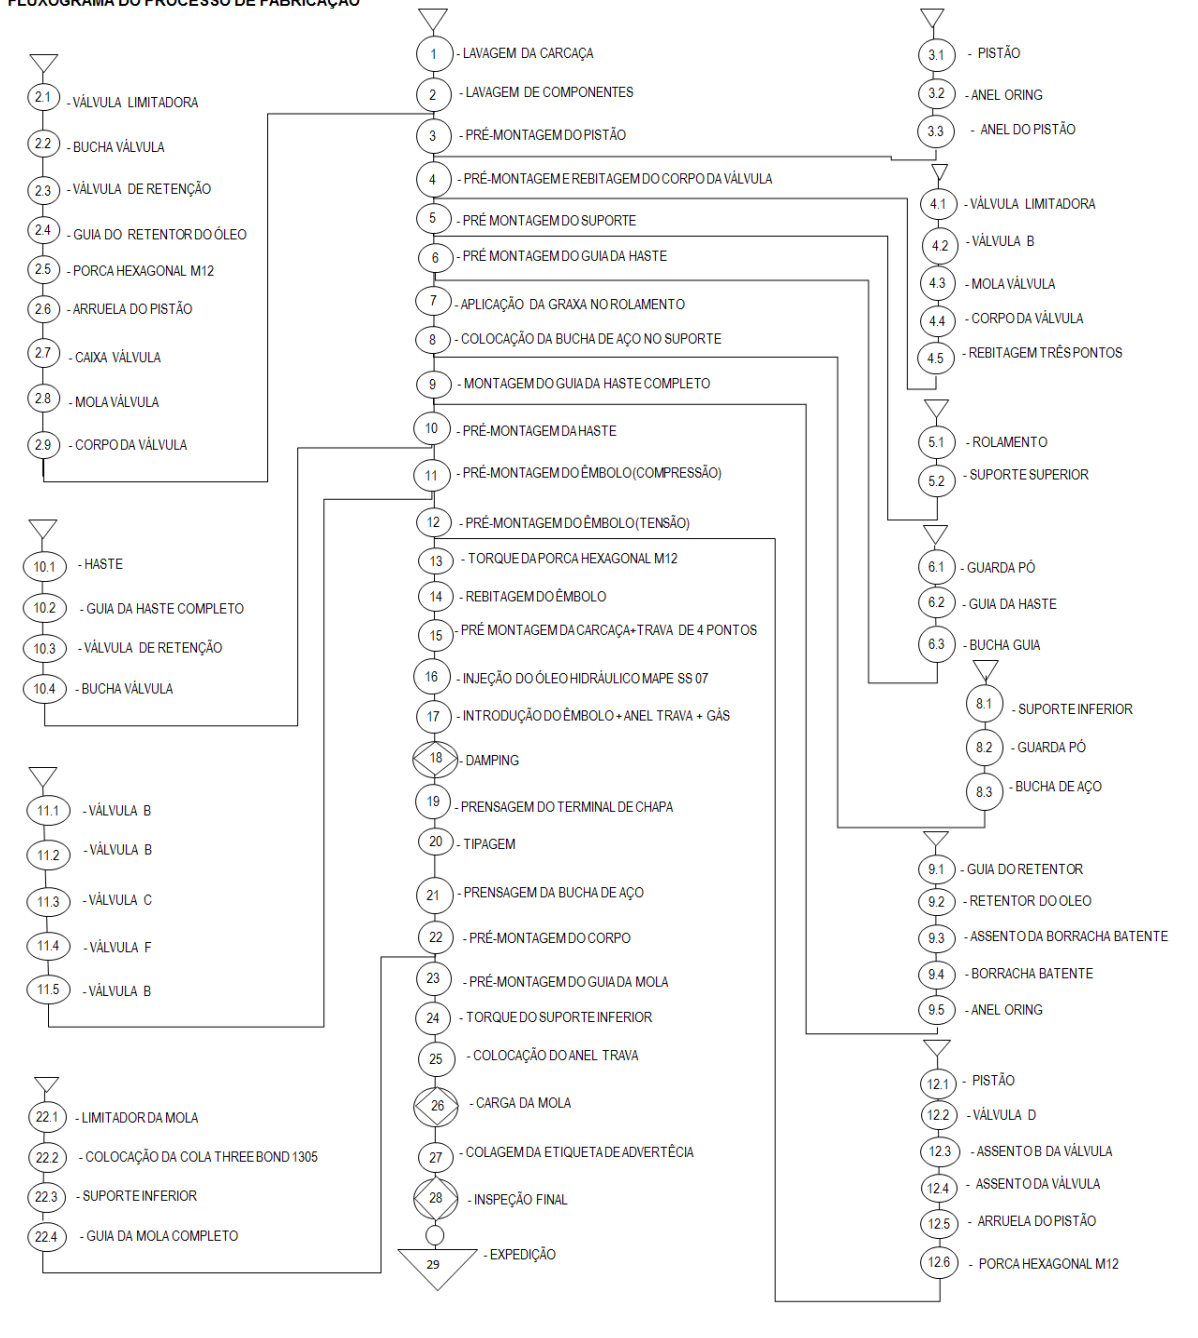 FLUXOGRAMA DO PROCESSO DE FABRICAÇÃO
1 - LAVAGEM DA CARCAÇA
2 - LAVAGEM DE COMPONENTES
3 - PRÉ-MONTAGEM DO PISTÃO
4 - PRÉ-MONTAGEM E REBITAGEM DO CORPO DA VÁLVULA
5 - PRÉ MONTAGEM DO SUPORTE
6 - PRÉ MONTAGEM DO GUIA DA HASTE
7 - APLICAÇÃO DA GRAXA NO ROLAMENTO
8 - COLOCAÇÃO DA BUCHA DE AÇO NO SUPORTE
9 - MONTAGEM DO GUIA DA HASTE COMPLETO
10 - PRÉ-MONTAGEM DA HASTE
11 - PRÉ-MONTAGEM DO ÊMBOLO (COMPRESSÃO)
12 - PRÉ-MONTAGEM DO ÊMBOLO (TENSÃO)
13 - TORQUE DA PORCA HEXAGONAL M12
14 - REBITAGEM DO ÊMBOLO
15 - PRÉ MONTAGEM DA CARCAÇA+TRAVA DE 4 PONTOS
16 - INJEÇÃO DO ÓLEO HIDRÁULICO MAPE SS 07
17 - INTRODUÇÃO DO ÊMBOLO + ANEL TRAVA + GÁS
18 - DAMPING
19 - PRENSAGEM DO TERMINAL DE CHAPA
20 - TIPAGEM
21 - PRENSAGEM DA BUCHA DE AÇO
22 - PRÉ-MONTAGEM DO CORPO
23 - PRÉ-MONTAGEM DO GUIA DA MOLA
24 - TORQUE DO SUPORTE INFERIOR
25 - COLOCAÇÃO DO ANEL TRAVA
26 - CARGA DA MOLA
27 - COLAGEM DA ETIQUETA DE ADVERTÊCIA
28 - INSPEÇÃO FINAL
29 - EXPEDIÇÃO
2.1 - VÁLVULA LIMITADORA
2.2 - BUCHA VÁLVULA
2.3 - VÁLVULA DE RETENÇÃO
2.4 - GUIA DO RETENTOR DO ÓLEO
2.5 - PORCA HEXAGONAL M12
2.6 - ARRUELA DO PISTÃO
2.7 - CAIXA VÁLVULA
2.8 - MOLA VÁLVULA
2.9 - CORPO DA VÁLVULA
10.1 - HASTE
10.2 - GUIA DA HASTE COMPLETO
10.3 - VÁLVULA DE RETENÇÃO
10.4 - BUCHA VÁLVULA
11.1 - VÁLVULA B
11.2 - VÁLVULA B
11.3 - VÁLVULA C
11.4 - VÁLVULA F
11.5 - VÁLVULA B
22.1 - LIMITADOR DA MOLA
22.2 - COLOCAÇÃO DA COLA THREE BOND 1305
22.3 - SUPORTE INFERIOR
22.4 - GUIA DA MOLA COMPLETO
3.1 - PISTÃO
3.2 - ANEL ORING
3.3 - ANEL DO PISTÃO
4.1 - VÁLVULA LIMITADORA
4.2 - VÁLVULA B
4.3 - MOLA VÁLVULA
4.4 - CORPO DA VÁLVULA
4.5 - REBITAGEM TRÊS PONTOS
5.1 - ROLAMENTO
5.2 - SUPORTE SUPERIOR
6.1 - GUARDA PÓ
6.2 - GUIA DA HASTE
6.3 - BUCHA GUIA
8.1 - SUPORTE INFERIOR
8.2 - GUARDA PÓ
8.3 - BUCHA DE AÇO
9.1 - GUIA DO RETENTOR
9.2 - RETENTOR DO OLEO
9.3 - ASSENTO DA BORRACHA BATENTE
9.4 - BORRACHA BATENTE
9.5 - ANEL ORING
12.1 - PISTÃO
12.2 - VÁLVULA D
12.3 - ASSENTO B DA VÁLVULA
12.4 - ASSENTO DA VÁLVULA
12.5 - ARRUELA DO PISTÃO
12.6 - PORCA HEXAGONAL M12